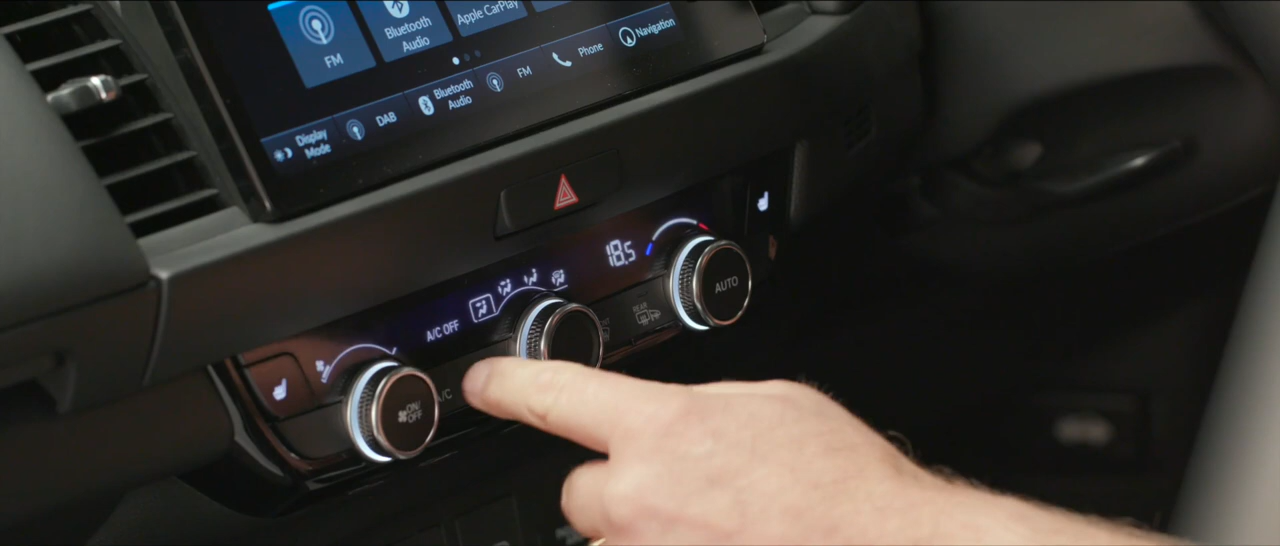 FM
Bluetooth
Audio
Apple CarPlay
Display
Mode
DAB
Bluetooth
Audio
FM
Phone
Navigation
18.5
A/C OFF
AUTO
REAR
ON/
OFF
A/C